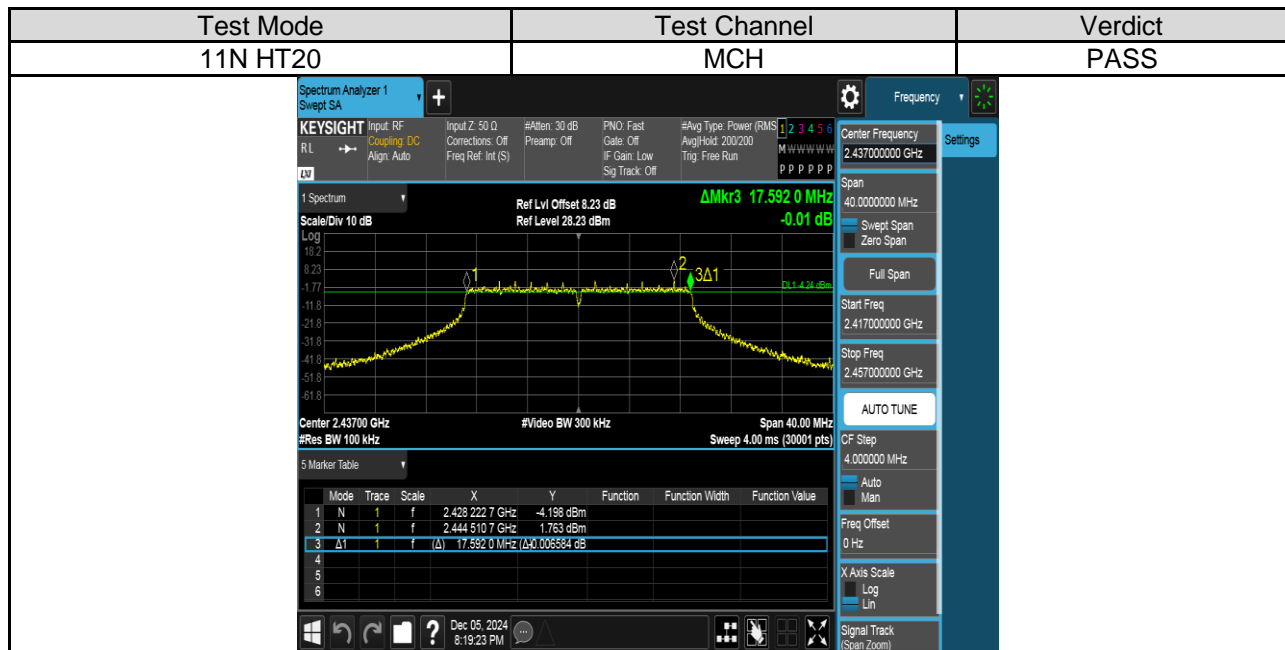 Test Mode Test Channel Verdict
11N HT20 MCH PASS
Spectrum Analyzer 1
Swept SA
Frequency
KEYSIGHT Input: RF Input Z: 50 Ω #Atten: 30 dB PNO: Fast #Avg Type: Power (RMS 1 2 3 4 5 6
RL Coupling: DC Corrections: Off Preamp: Off Gate: Off Avg|Hold: 200/200 M W W W W W
Align: Auto Freq Ref: Int (S) IF Gain: Low Trig: Free Run
LXI Sig Track: Off P P P P P P
Center Frequency
2.437000000 GHz
Settings
1 Spectrum
Ref Lvl Offset 8.23 dB
ΔMkr3 17.592 0 MHz
Scale/Div 10 dB Ref Level 28.23 dBm -0.01 dB
Log
18.2
8.23
-1.77
-11.8
-21.8
-31.8
-41.8
-51.8
-61.8
1
2
3Δ1
DL1 -4.24 dBm
Center 2.43700 GHz #Video BW 300 kHz Span 40.00 MHz
#Res BW 100 kHz Sweep 4.00 ms (30001 pts)
Span
40.0000000 MHz
Swept Span
Zero Span
Full Span
Start Freq
2.417000000 GHz
Stop Freq
2.457000000 GHz
AUTO TUNE
CF Step
4.000000 MHz
Auto
Man
Freq Offset
0 Hz
X Axis Scale
Log
Lin
Signal Track
(Span Zoom)
5 Marker Table
Mode Trace Scale X Y Function Function Width Function Value
1 N 1 f 2.428 222 7 GHz -4.198 dBm
2 N 1 f 2.444 510 7 GHz 1.763 dBm
3 Δ1 1 f (Δ) 17.592 0 MHz (Δ) -0.006584 dB
4
5
6
?
Dec 05, 2024
8:19:23 PM